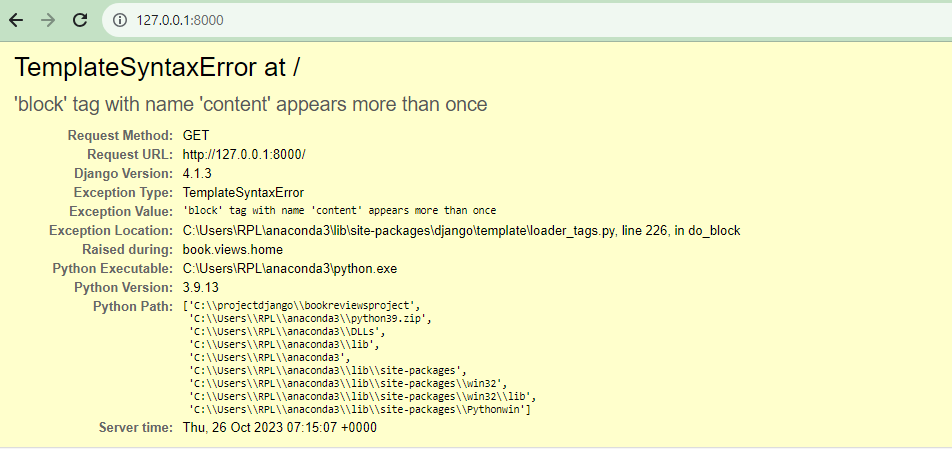 127.0.0.1:8000
TemplateSyntaxError at /
'block' tag with name 'content' appears more than once
Request Method: GET
Request URL: http://127.0.0.1:8000/
Django Version: 4.1.3
Exception Type: TemplateSyntaxError
Exception Value: 'block' tag with name 'content' appears more than once
Exception Location: C:\Users\RPL\anaconda3\lib\site-packages\django\template\loader_tags.py, line 226, in do_block
Raised during: book.views.home
Python Executable: C:\Users\RPL\anaconda3\python.exe
Python Version: 3.9.13
Python Path: ['C:\\projectdjango\\bookreviewsproject',
'C:\\Users\\RPL\\anaconda3\\python39.zip',
'C:\\Users\\RPL\\anaconda3\\DLLs',
'C:\\Users\\RPL\\anaconda3\\lib',
'C:\\Users\\RPL\\anaconda3',
'C:\\Users\\RPL\\anaconda3\\lib\\site-packages',
'C:\\Users\\RPL\\anaconda3\\lib\\site-packages\\win32',
'C:\\Users\\RPL\\anaconda3\\lib\\site-packages\\win32\\lib',
'C:\\Users\\RPL\\anaconda3\\lib\\site-packages\\Pythonwin']
Server time: Thu, 26 Oct 2023 07:15:07 +0000